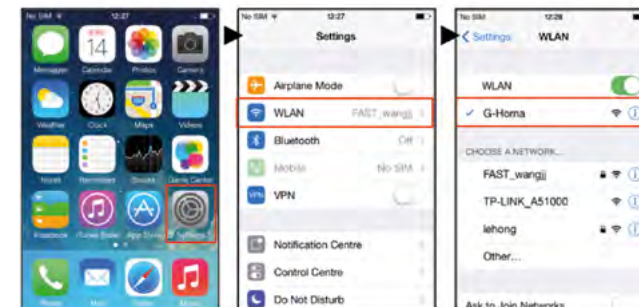 No SIM 12:27
14
Messages Calendar Photos Camera
Weather Clock Maps Videos
Notes Reminders Stocks Game Center
Newsstand iTunes Store App Store Settings
Phone Mail Safari Music
No SIM 12:27
Settings
Airplane Mode
WLAN FAST_wangjj
Bluetooth Off
Mobile No SIM
VPN VPN
Notification Centre
Control Centre
Do Not Disturb
No SIM 12:28
Settings WLAN
WLAN
G-Homa
CHOOSE A NETWORK...
FAST_wangjj
TP-LINK_A51000
lehong
Other...
Ask to Join Networks